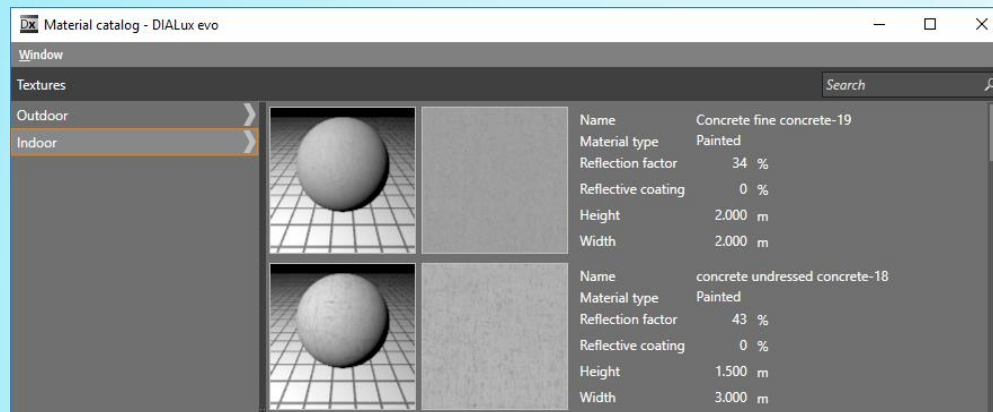 Dx Material catalog - DIALux evo
Window
Textures
Search
Outdoor
Indoor
Name Concrete fine concrete-19
Material type Painted
Reflection factor 34 %
Reflective coating 0 %
Height 2.000 m
Width 2.000 m
Name concrete undressed concrete-18
Material type Painted
Reflection factor 43 %
Reflective coating 0 %
Height 1.500 m
Width 3.000 m